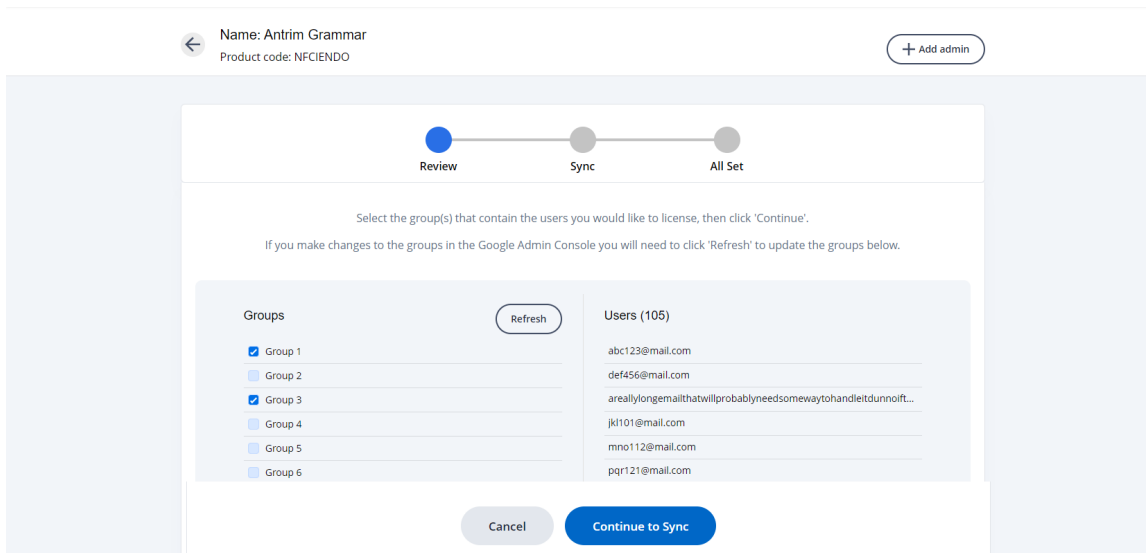 Name: Antrim Grammar
Product code: NFCIENDO
+ Add admin
Review
Sync
All Set
Select the group(s) that contain the users you would like to license, then click 'Continue'.
If you make changes to the groups in the Google Admin Console you will need to click 'Refresh' to update the groups below.
Groups
Refresh
Group 1
Group 2
Group 3
Group 4
Group 5
Group 6
Users (105)
abc123@mail.com
def456@mail.com
areallylongemailthatwillprobablyneedsomewaytohandleitdunnoift...
jkl101@mail.com
mno112@mail.com
pqr121@mail.com
Cancel
Continue to Sync